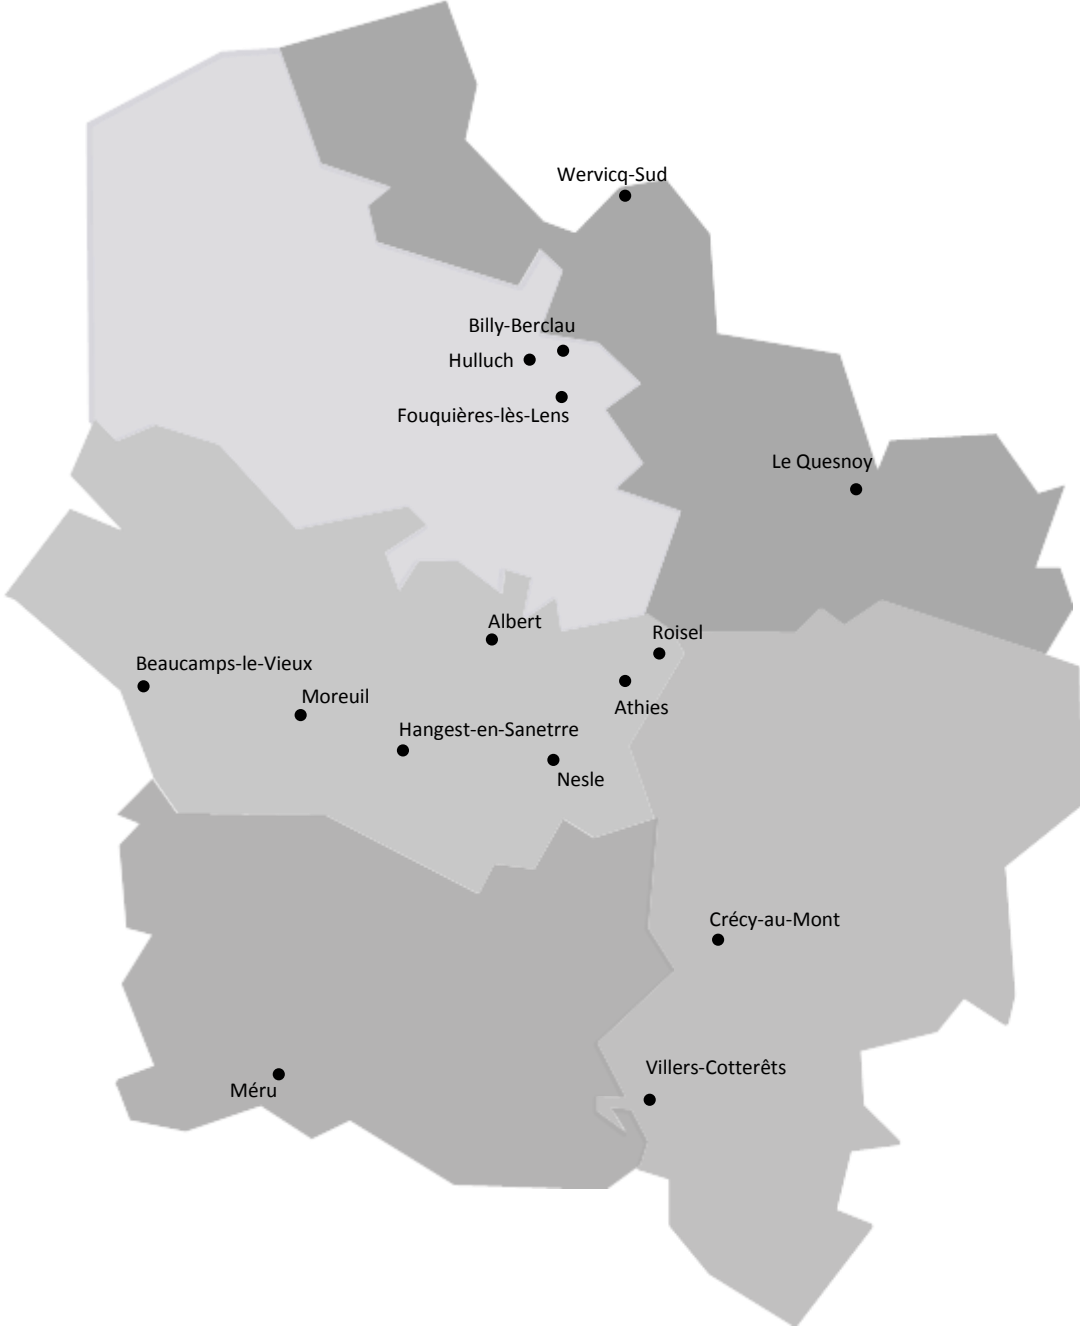 Wervicq-Sud
Billy-Berclau
Hulluch
Fouquières-lès-Lens
Le Quesnoy
Albert
Roisel
Beaucamps-le-Vieux
Moreuil
Athies
Hangest-en-Sanetrre
Nesle
Crécy-au-Mont
Villers-Cotterêts
Méru